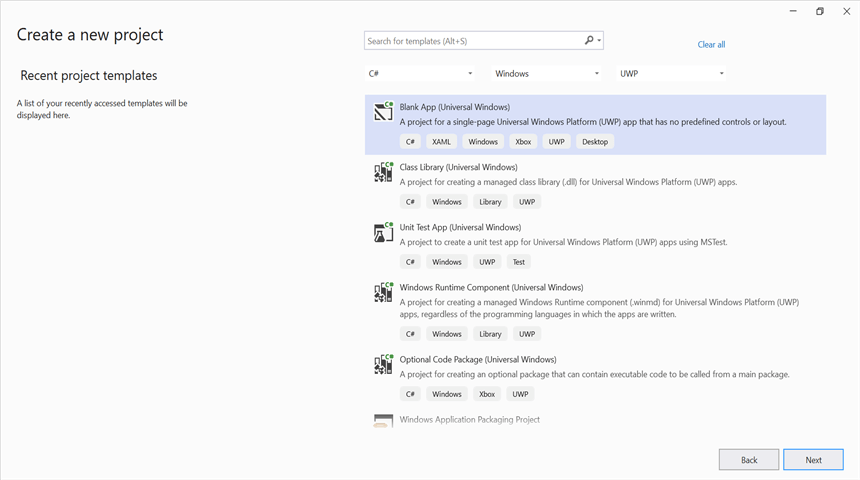 Create a new project
Search for templates (Alt+S)
Clear all
Recent project templates
C# Windows UWP
A list of your recently accessed templates will
be displayed here.
Blank App (Universal Windows)
A project for a single-page Universal Windows Platform (UWP) app that has no predefined controls or layout.
C# XAML Windows Xbox UWP Desktop
Class Library (Universal Windows)
A project for creating a managed class library (.dll) for Universal Windows Platform (UWP) apps.
C# Windows Library UWP
Unit Test App (Universal Windows)
A project to create a unit test app for Universal Windows Platform (UWP) apps using MSTest.
C# Windows UWP Test
Windows Runtime Component (Universal Windows)
A project for creating a managed Windows Runtime component (.winmd) for Universal Windows Platform (UWP)
apps, regardless of the programming languages in which the apps are written.
C# Windows Library UWP
Optional Code Package (Universal Windows)
A project for creating an optional package that can contain executable code to be called from a main package.
C# Windows Xbox UWP
Windows Application Packaging Project
Back Next